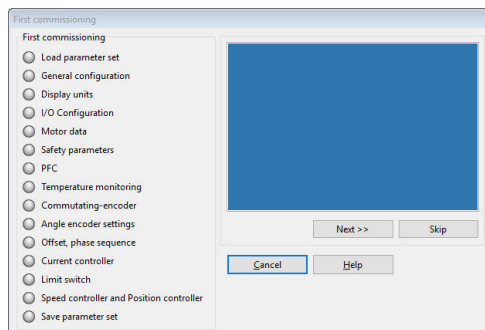 First commissioning
First commissioning
Load parameter set
General configuration
Display units
I/O Configuration
Motor data
Safety parameters
PFC
Temperature monitoring
Commutating-encoder
Angle encoder settings
Offset, phase sequence
Current controller
Limit switch
Speed controller and Position controller
Save parameter set
Next >>
Skip
Cancel
Help